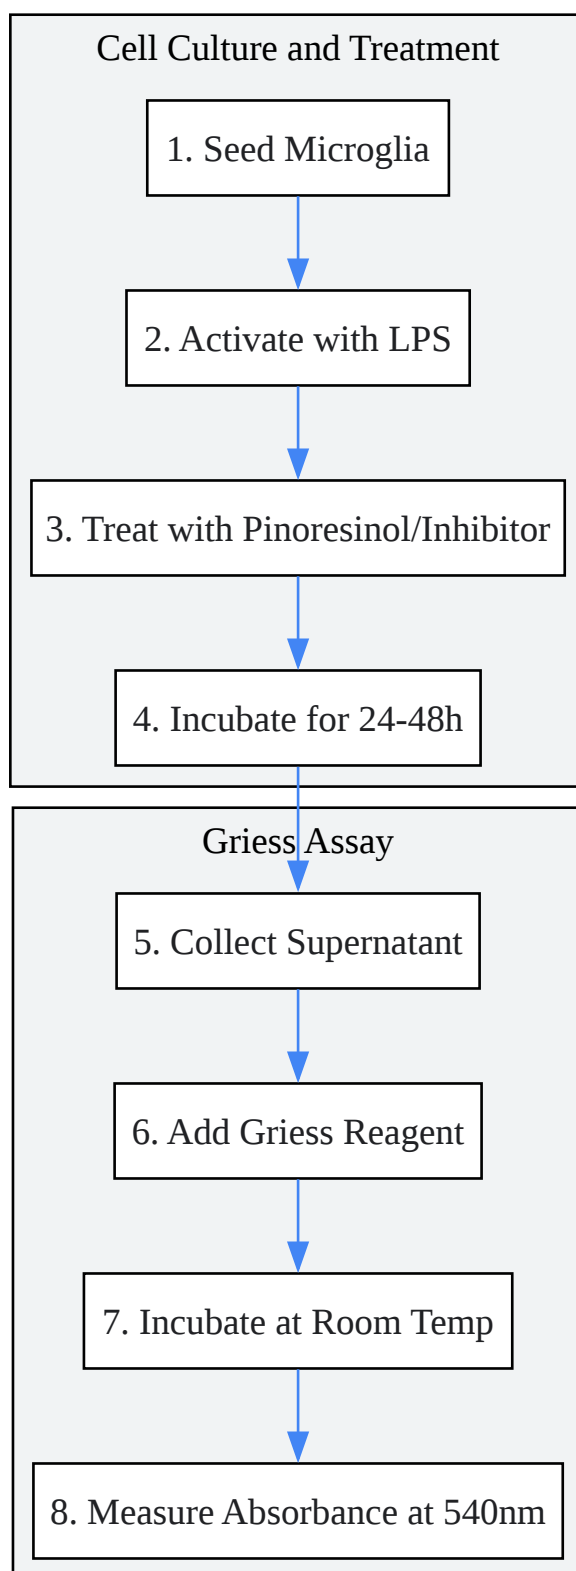 Cell Culture and Treatment
1. Seed Microglia
2. Activate with LPS
3. Treat with Pinoresinol/Inhibitor
4. Incubate for 24-48h
Griess Assay
5. Collect Supernatant
6. Add Griess Reagent
7. Incubate at Room Temp
8. Measure Absorbance at 540nm